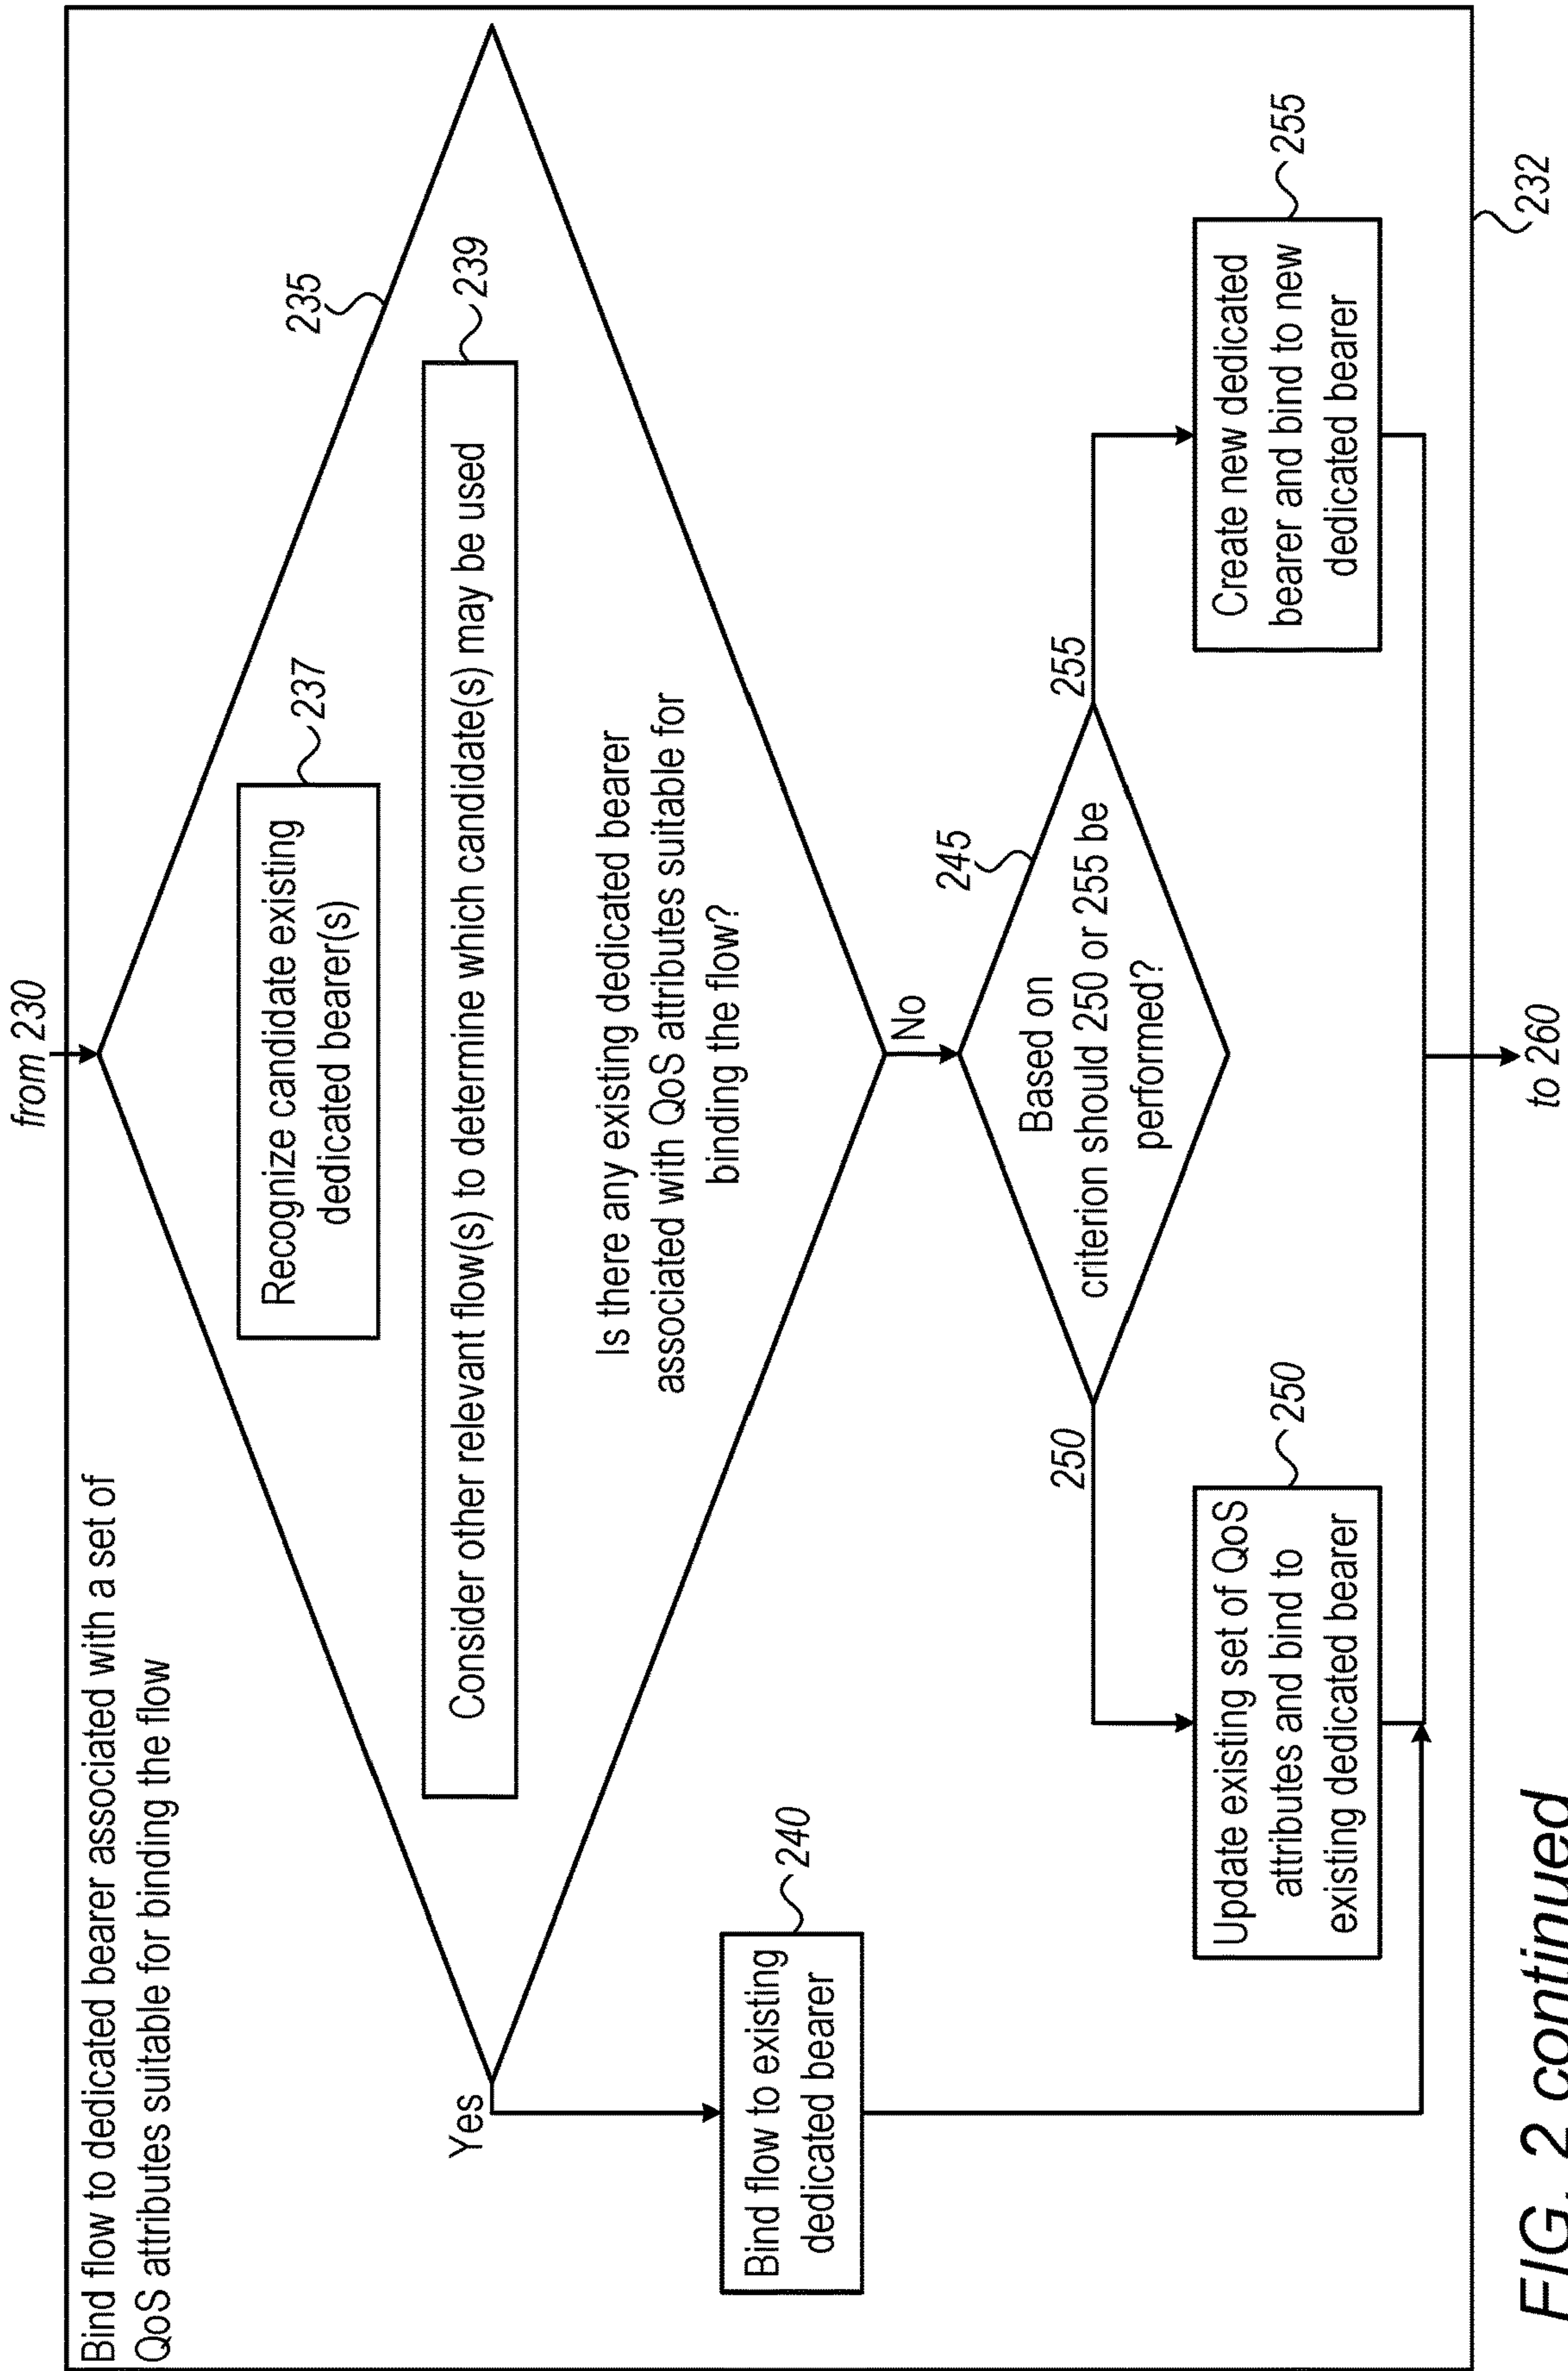 from 230
Bind flow to dedicated bearer associated with a set of
QoS attributes suitable for binding the flow
235
Recognize candidate existing
dedicated bearer(s)
237
239
Consider other relevant flow(s) to determine which candidate(s) may be used
Is there any existing dedicated bearer
associated with QoS attributes suitable for
binding the flow?
Yes
No
240
Bind flow to existing
dedicated bearer
245
Based on
criterion should 250 or 255 be
performed?
250
255
Update existing set of QoS
attributes and bind to
existing dedicated bearer
250
Create new dedicated
bearer and bind to new
dedicated bearer
255
232
to 260
FIG. 2 continued